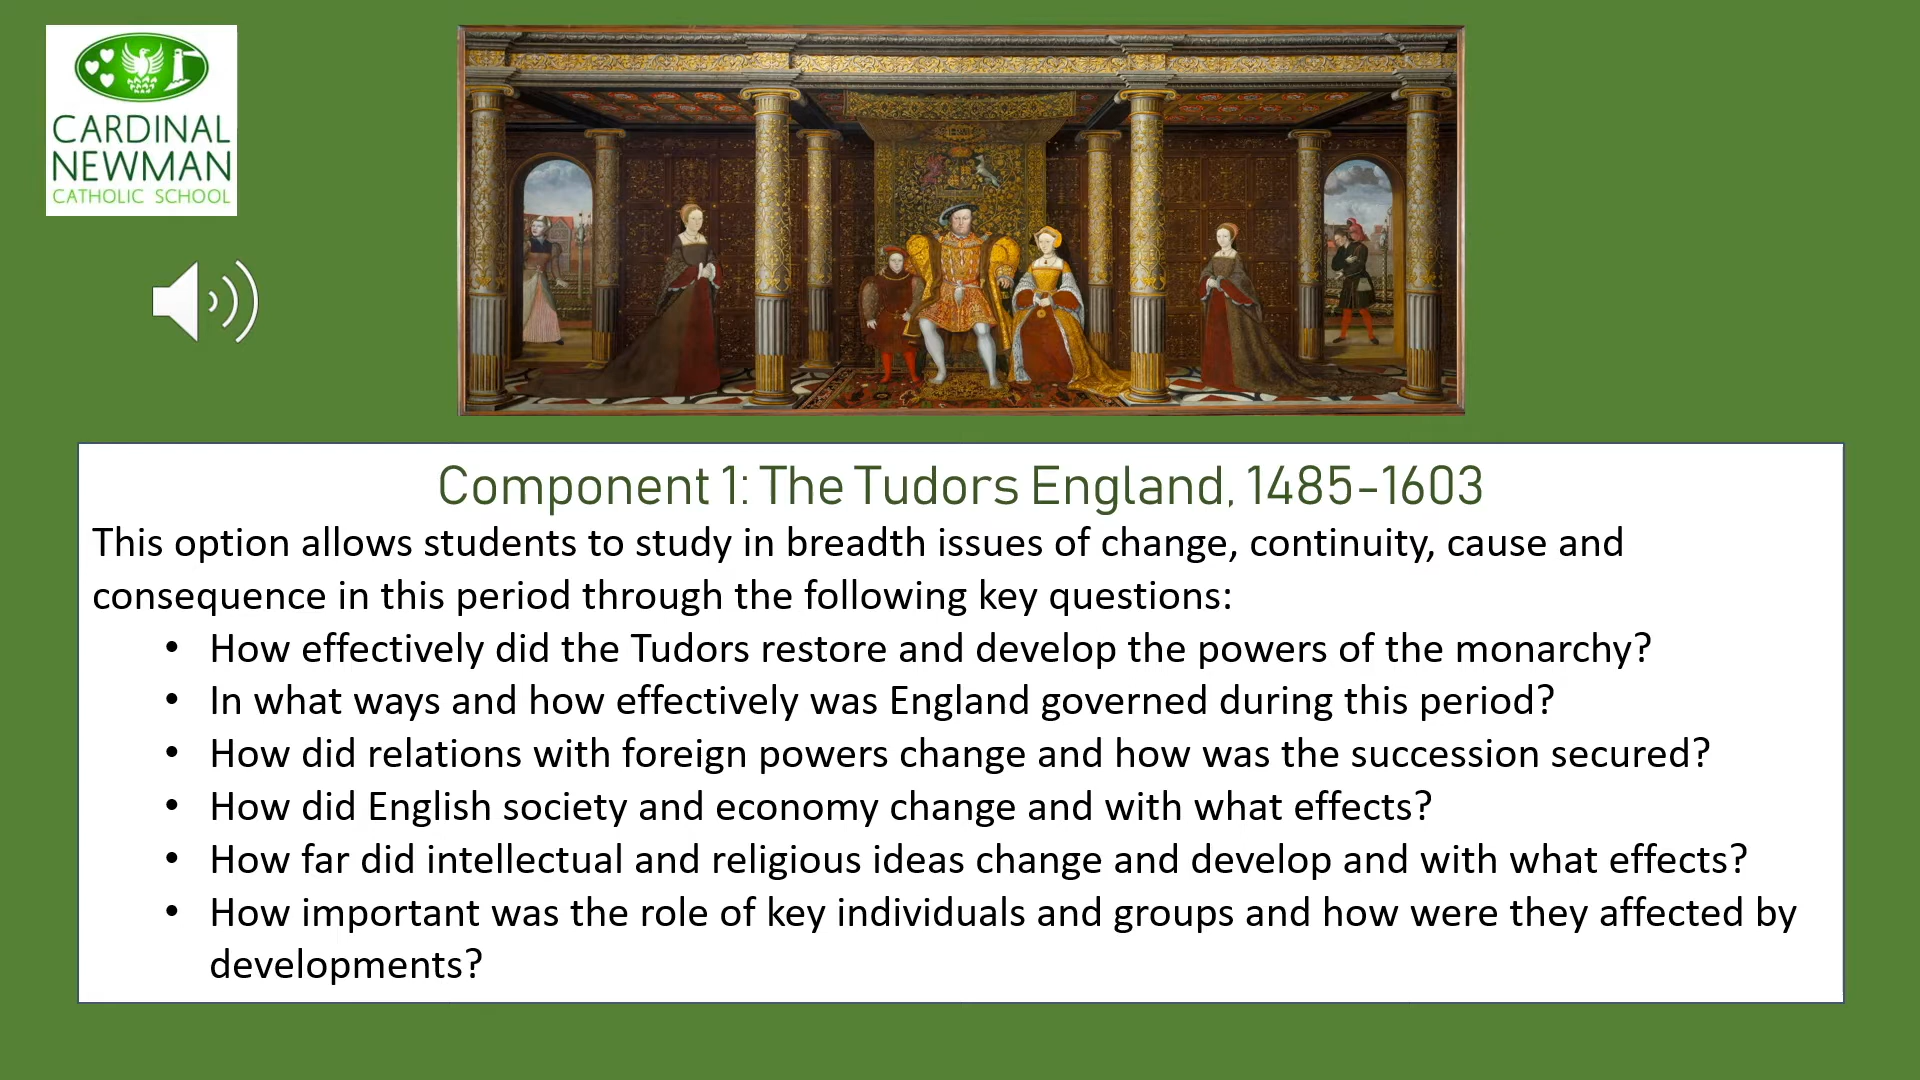 CARDINAL
NEWMAN
CATHOLIC SCHOOL
Component 1: The Tudors England, 1485-1603
This option allows students to study in breadth issues of change, continuity, cause and
consequence in this period through the following key questions:
• How effectively did the Tudors restore and develop the powers of the monarchy?
• In what ways and how effectively was England governed during this period?
• How did relations with foreign powers change and how was the succession secured?
• How did English society and economy change and with what effects?
• How far did intellectual and religious ideas change and develop and with what effects?
• How important was the role of key individuals and groups and how were they affected by
developments?